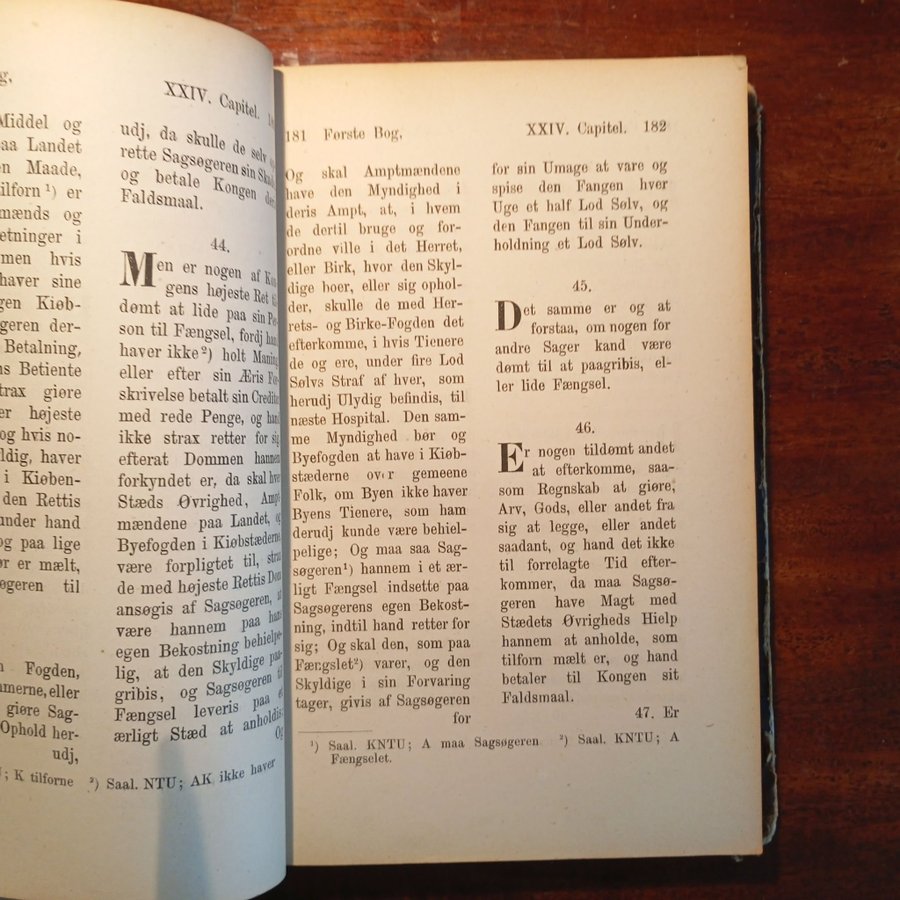 g,
Middel og
paa Landet
en Maade,
tilforn ¹) er
mænds og
etninger i
men hvis
haver sine
gen Kiøb-
geren der-
Betalning,
ns Betiente
trax giøre
er højeste
og hvis no-
ldig, haver
i Kiøben-
den Rettis
under hand
og paa lige
ør er mælt,
øgeren til
Fogden,
merne, eller
giøre Sag-
Ophold her-
udj,
; K tilforne
XXIV. Capitel.
udj, da skulle de selv
rette Sagsøgeren sin
og betale Kongen
Faldsmaal.
44.
Men er nogen af
gens højeste Ret
dømt at lide paa sin
son til Fængsel, fordj
haver ikke ²) holt
eller efter sin Æris
skrivelse betalt sin
med rede Penge, og
ikke strax retter for sig
efterat Dommen hannem
forkyndet er, da skal hver
Stæds Øvrighed,
mændene paa Landet,
Byefogden i Kiøbstæderne
være forpligtet til,
de med højeste Rettis Dom
ansøgis af Sagsøgeren,
være hannem paa
egen Bekostning
lig, at den Skyldige
gribis, og Sagsøgeren
Fængsel leveris paa
ærligt Stæd at anholdis:
Og
²) Saal. NTU; AK ikke haver
181 Første Bog,
Og skal Amptmændene
have den Myndighed i
deris Ampt, at, i hvem
de dertil bruge og for-
ordne ville i det Herret,
eller Birk, hvor den Skyl-
dige boer, eller sig ophol-
der, skulle de med Her-
rets- og Birke-Fogden det
efterkomme, i hvis Tienere
de og ere, under fire Lod
Sølvs Straf af hver, som
herudj Ulydig befindis, til
næste Hospital. Den sam-
me Myndighed bør og
Byefogden at have i Kiøb-
stæderne over gemeene
Folk, om Byen ikke haver
Byens Tienere, som ham
derudj kunde være behiel-
pelige; Og maa saa Sag-
søgeren¹) hannem i et ær-
ligt Fængsel indsette paa
Sagsøgerens egen Bekost-
ning, indtil hand retter for
sig; Og skal den, som paa
Fængslet²) varer, og den
Skyldige i sin Forvaring
tager, givis af Sagsøgeren
for
XXIV. Capitel. 182
for sin Umage at vare og
spise den Fangen hver
Uge et half Lod Sølv, og
den Fangen til sin Under-
holdning et Lod Sølv.
45.
Det samme er og at
forstaa, om nogen for
andre Sager kand være
dømt til at paagribis, el-
ler lide Fængsel.
46.
Er nogen tildømt andet
at efterkomme, saa-
som Regnskab at giøre,
Arv, Gods, eller andet fra
sig at legge, eller andet
saadant, og hand det ikke
til forrelagte Tid efter-
kommer, da maa Sagsø-
geren have Magt med
Stædets Øvrigheds Hielp
hannem at anholde, som
tilforn mælt er, og hand
betaler til Kongen sit
Faldsmaal.
47. Er
¹) Saal. KNTU; A maa Sagsøgeren ²) Saal. KNTU; A
Fængselet.